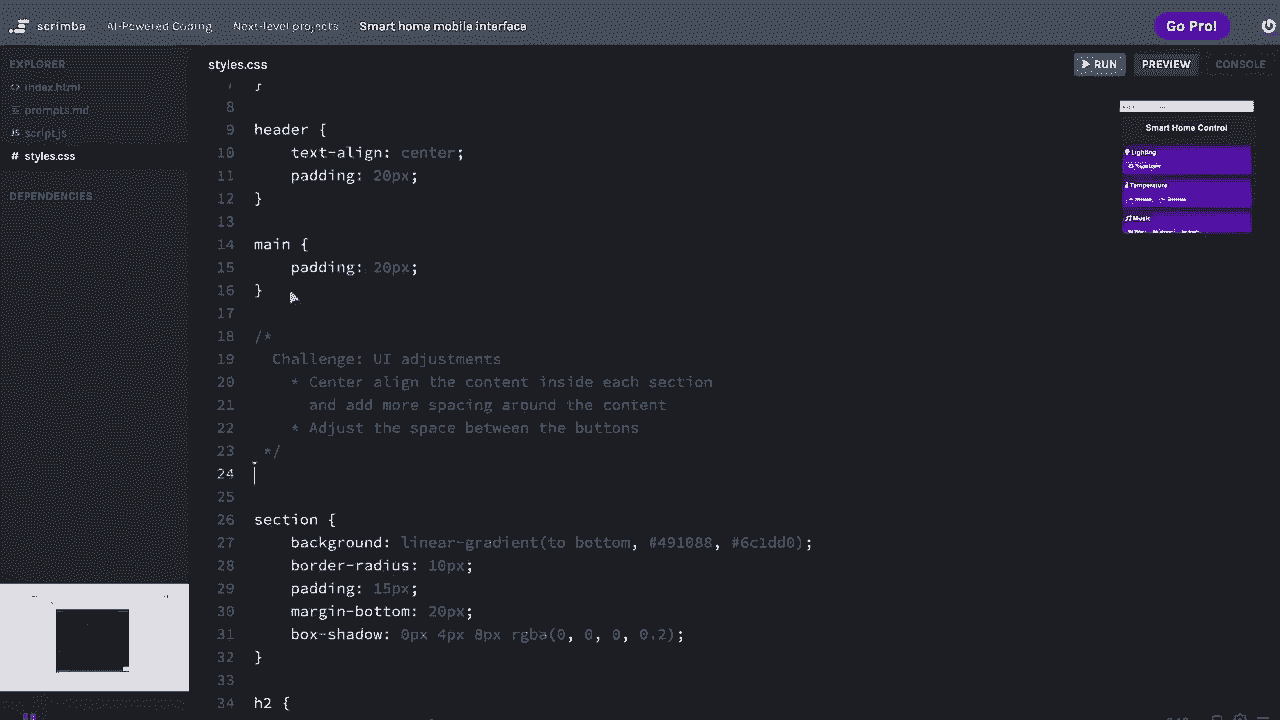 scrimba AI-Powered Coding Next-level projects Smart home mobile interface Go Pro!
EXPLORER
index.html
prompts.md
JS script.js
# styles.css
DEPENDENCIES
styles.css
RUN PREVIEW CONSOLE
7 }
8
9 header {
10 text-align: center;
11 padding: 20px;
12 }
13
14 main {
15 padding: 20px;
16 }
17
18 /*
19 Challenge: UI adjustments
20 * Center align the content inside each section
21 and add more spacing around the content
22 * Adjust the space between the buttons
23 */
24
25
26 section {
27 background: linear-gradient(to bottom, #491088, #6c1dd0);
28 border-radius: 10px;
29 padding: 15px;
30 margin-bottom: 20px;
31 box-shadow: 0px 4px 8px rgba(0, 0, 0, 0.2);
32 }
33
34 h2 {
Smart Home Control
Lighting
Temperature
Music